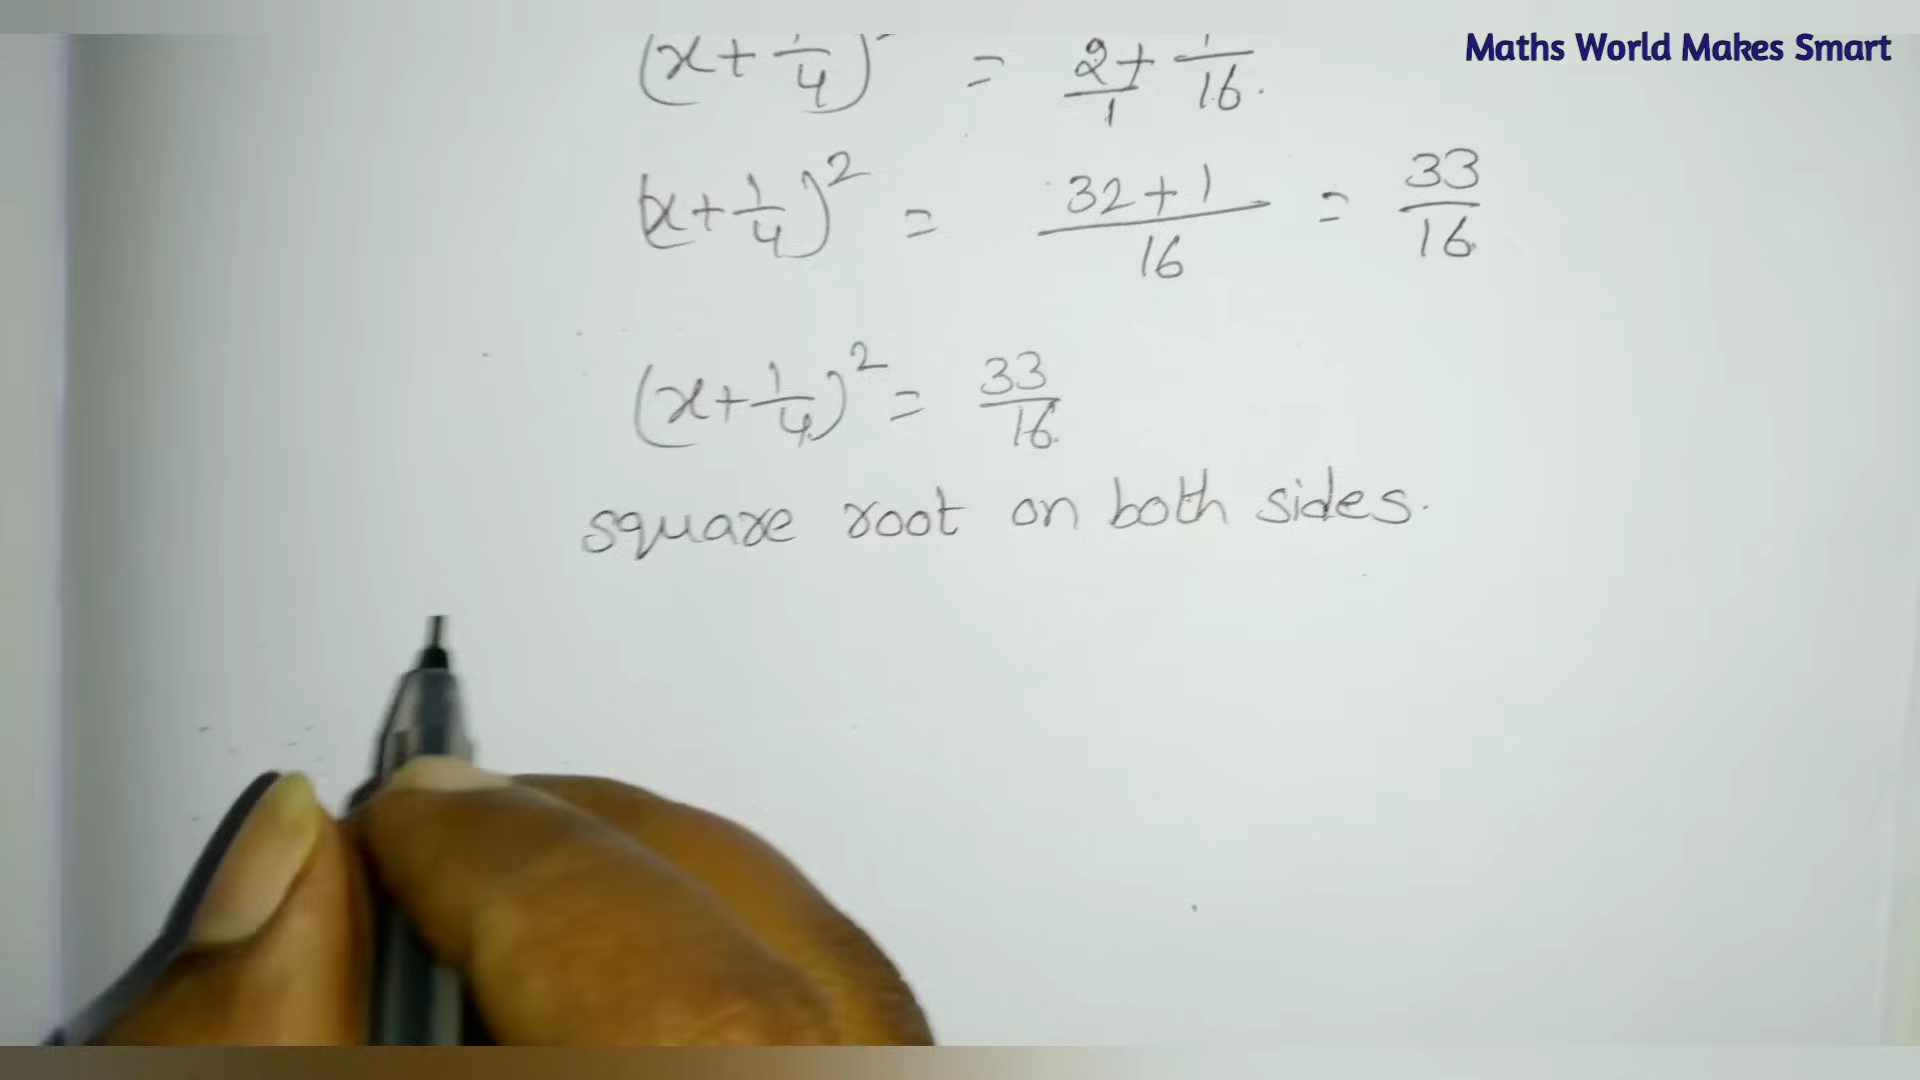 Maths World Makes Smart
(x + 1/4)² = 2/1 + 1/16.
(x + 1/4)² = 32 + 1/16 = 33/16
(x + 1/4)² = 33/16
square root on both sides.